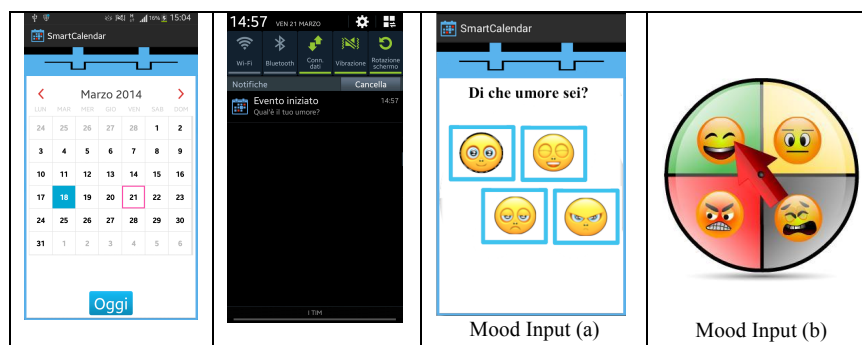 16% 15:04
SmartCalendar
Marzo 2014
LUN MAR MER GIO VEN SAB DOM
24 25 26 27 28 1 2
3 4 5 6 7 8 9
10 11 12 13 14 15 16
17 18 19 20 21 22 23
24 25 26 27 28 29 30
31 1 2 3 4 5 6
Oggi
14:57 VEN 21 MARZO
Wi-Fi Bluetooth Conn. dati Vibrazione Rotazione schermo
Notifiche Cancella
Evento iniziato 14:57
Qual'è il tuo umore?
I TIM
SmartCalendar
Di che umore sei?
Mood Input (a)
Mood Input (b)